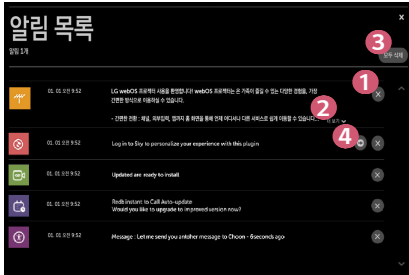 알림 목록
알림 1개
3
모두 삭제
1
01. 01 오전 9:52
LG webOS 프로젝터 사용을 환영합니다! webOS 프로젝터는 온 가족이 즐길 수 있는 다양한 경험을, 가장
간편한 방식으로 이용하실 수 있습니다.
2
- 간편한 전환 : 채널, 외부입력, 앱까지 홈 화면을 통해 언제 어디서나 다른 서비스로 쉽게 이동할 수 있습니다...
더 보기
4
01. 01 오전 9:52
Log in to Sky to personalize your experience with this plugin
01. 01 오전 9:52
Updated are ready to install
01. 01 오전 9:52
Redb instant to Call Auto-update
Would you like to upgrade to improved version now?
01. 01 오전 9:52
Message : Let me send you antoher message to Choon - 6seconds ago